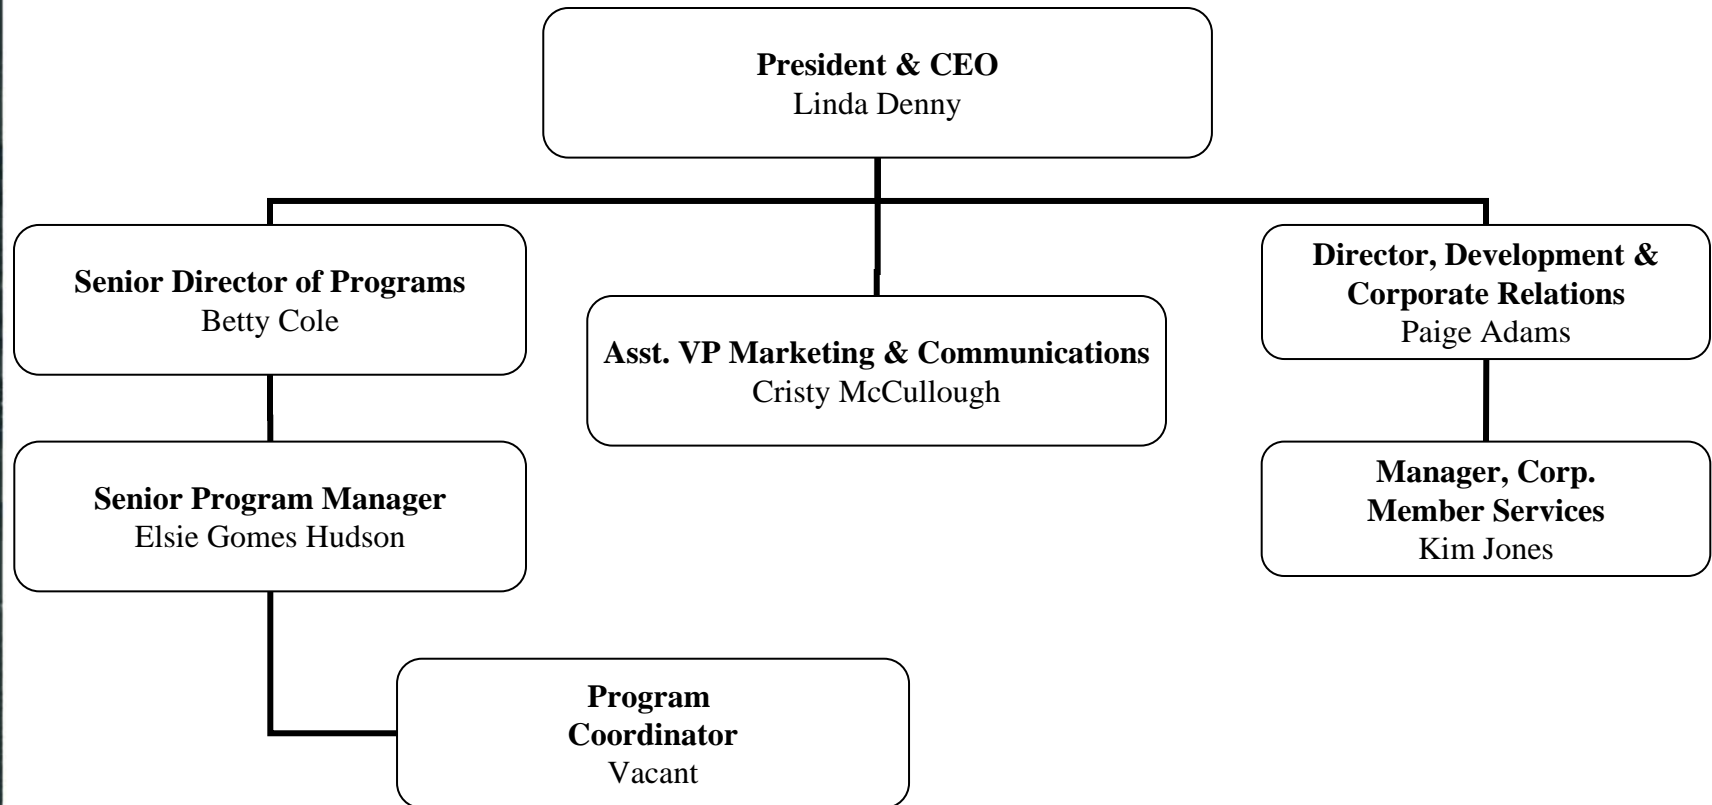 President & CEO
Linda Denny
Senior Director of Programs
Betty Cole
Asst. VP Marketing & Communications
Cristy McCullough
Director, Development &
Corporate Relations
Paige Adams
Senior Program Manager
Elsie Gomes Hudson
Manager, Corp.
Member Services
Kim Jones
Program
Coordinator
Vacant